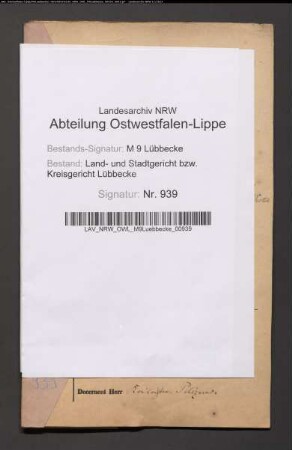 Landesarchiv NRW
Abteilung Ostwestfalen-Lippe
Bestands-Signatur: M 9 Lübbecke
Bestand: Land- und Stadtgericht bzw.
Kreisgericht Lübbecke
Signatur: Nr. 939
LAV_NRW_OWL_M9Luebbecke_00939
Decernent Herr